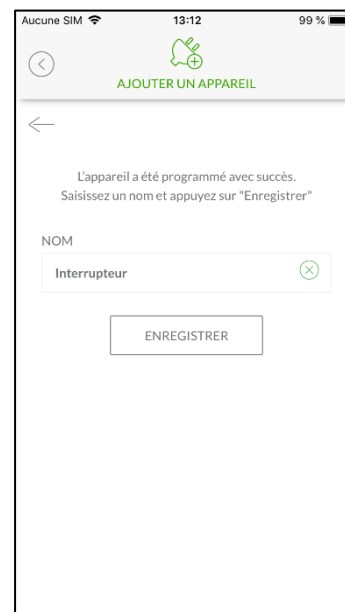 Aucune SIM 13:12 99 %
AJOUTER UN APPAREIL
L'appareil a été programmé avec succès.
Saisissez un nom et appuyez sur "Enregistrer"
NOM
Interrupteur
ENREGISTRER